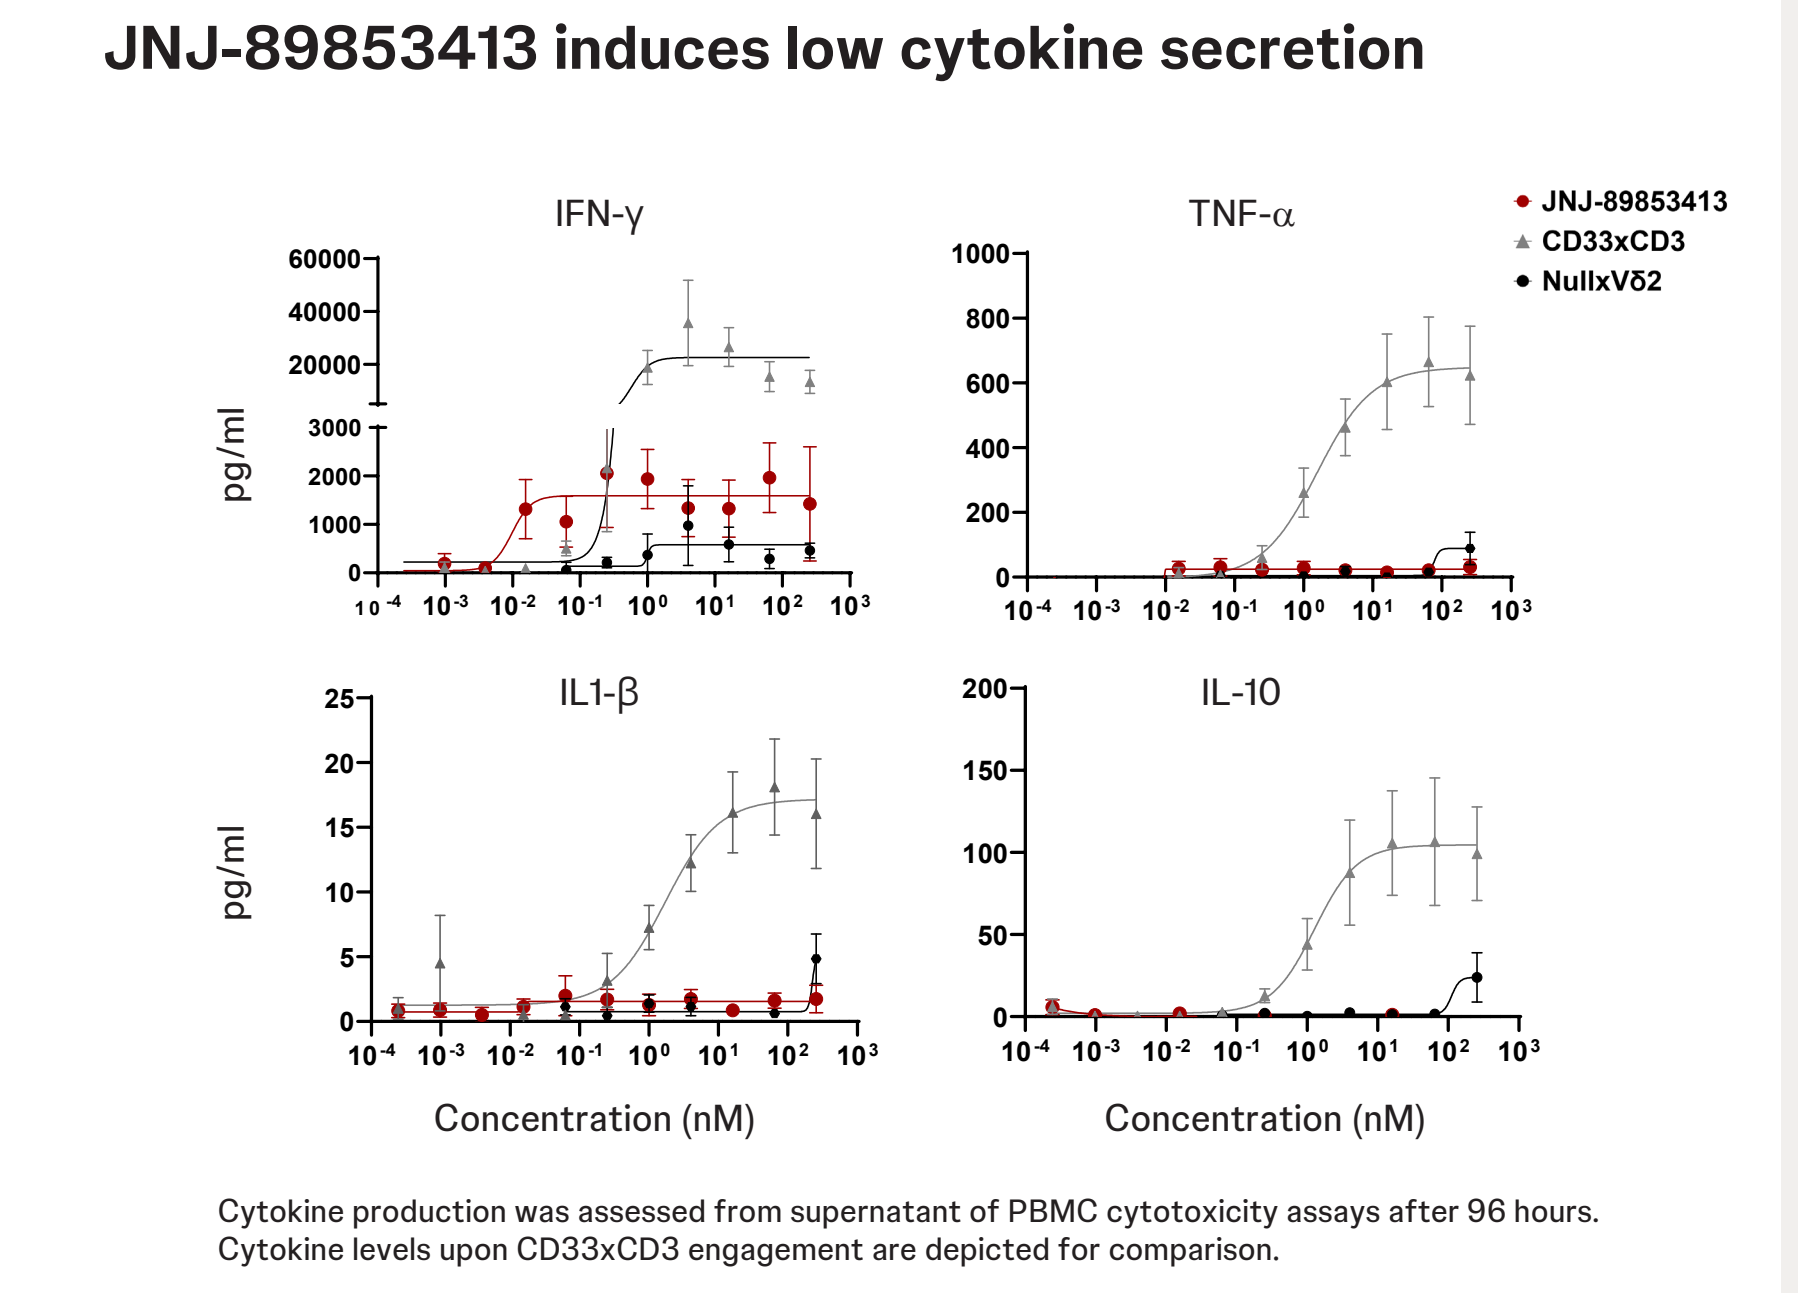 JNJ-89853413 induces low cytokine secretion
IFN-γ
pg/ml
60000
40000
20000
3000
2000
1000
0
10-4 10-3 10-2 10-1 100 101 102 103
TNF-α
1000
800
600
400
200
0
10-4 10-3 10-2 10-1 100 101 102 103
JNJ-89853413
CD33xCD3
NullxVδ2
IL1-β
pg/ml
25
20
15
10
5
0
10-4 10-3 10-2 10-1 100 101 102 103
Concentration (nM)
IL-10
200
150
100
50
0
10-4 10-3 10-2 10-1 100 101 102 103
Concentration (nM)
Cytokine production was assessed from supernatant of PBMC cytotoxicity assays after 96 hours.
Cytokine levels upon CD33xCD3 engagement are depicted for comparison.